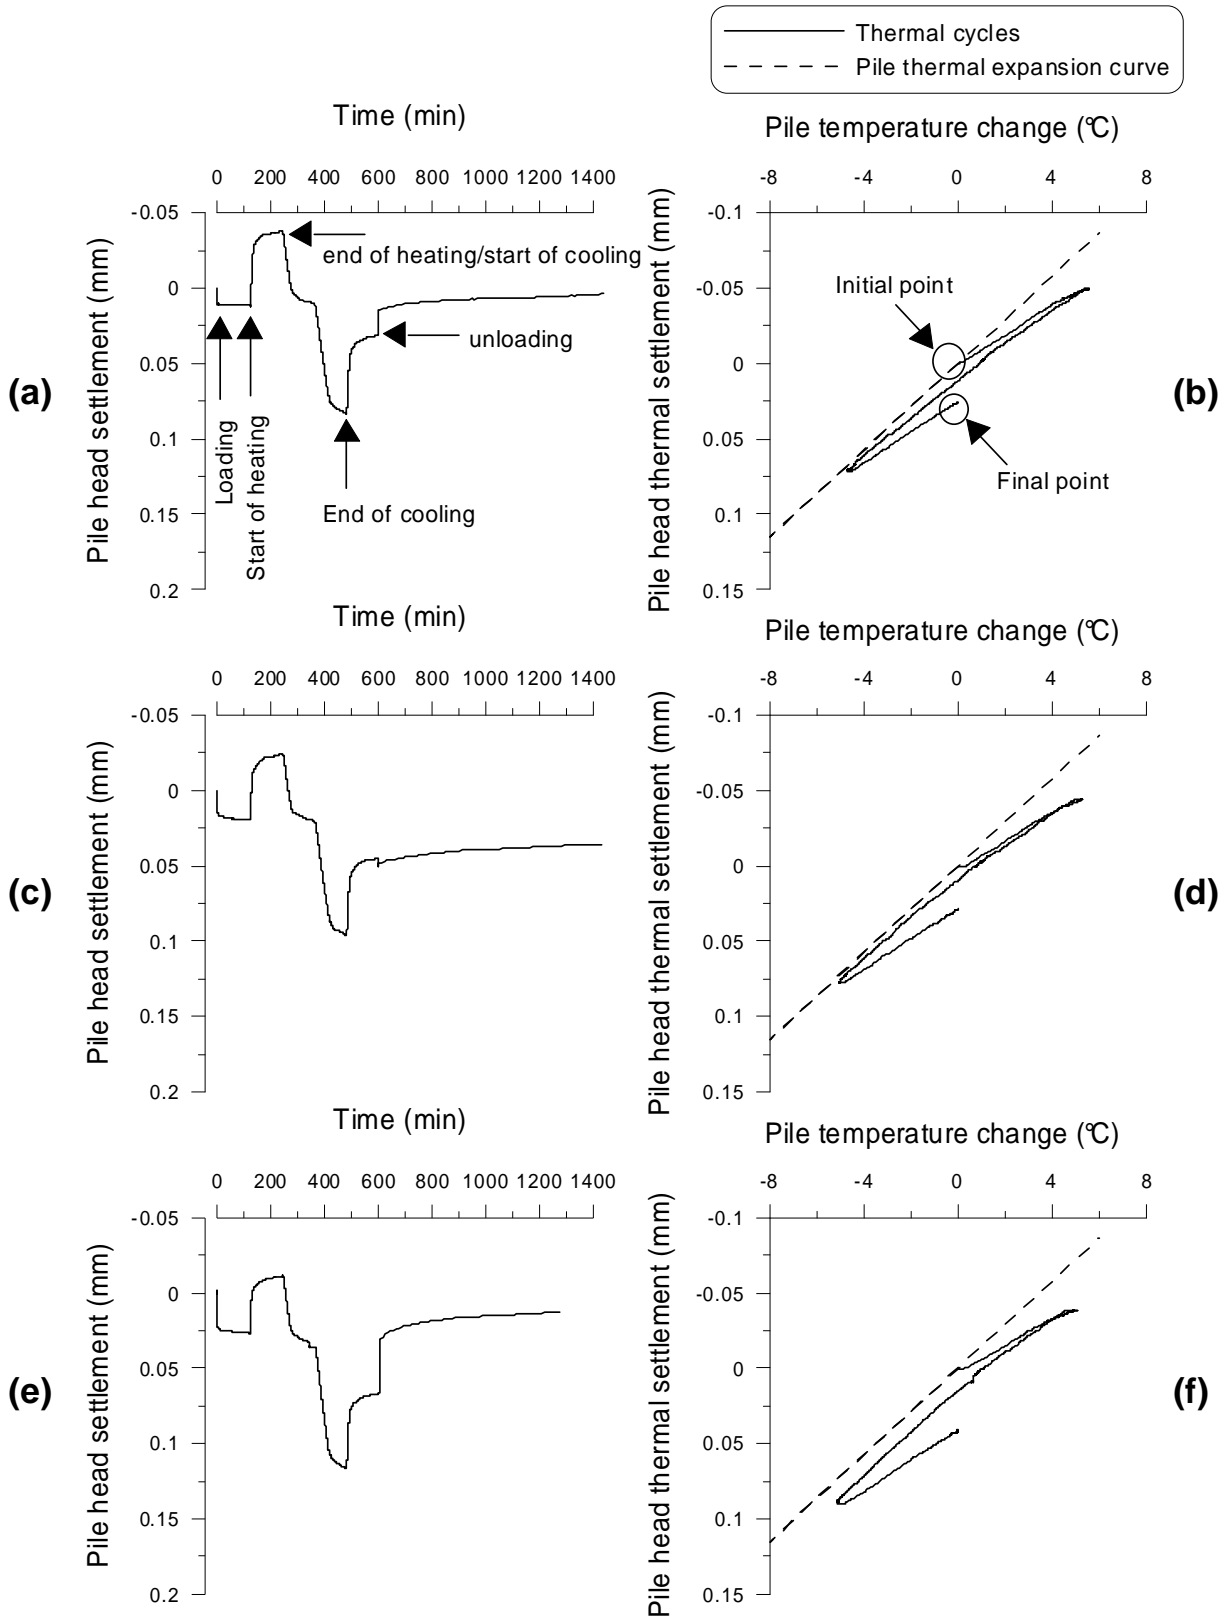 Thermal cycles
Pile thermal expansion curve
Time (min)
Pile temperature change (°C)
0 200 400 600 800 1000 1200 1400
-8 -4 0 4 8
-0.05
0
0.05
0.1
0.15
0.2
Pile head settlement (mm)
end of heating/start of cooling
unloading
Loading
Start of heating
End of cooling
(a)
-0.1
-0.05
0
0.05
0.1
0.15
Pile head thermal settlement (mm)
Initial point
Final point
(b)
Time (min)
Pile temperature change (°C)
0 200 400 600 800 1000 1200 1400
-8 -4 0 4 8
-0.05
0
0.05
0.1
0.15
0.2
Pile head settlement (mm)
(c)
-0.1
-0.05
0
0.05
0.1
0.15
Pile head thermal settlement (mm)
(d)
Time (min)
Pile temperature change (°C)
0 200 400 600 800 1000 1200 1400
-8 -4 0 4 8
-0.05
0
0.05
0.1
0.15
0.2
Pile head settlement (mm)
(e)
-0.1
-0.05
0
0.05
0.1
0.15
Pile head thermal settlement (mm)
(f)